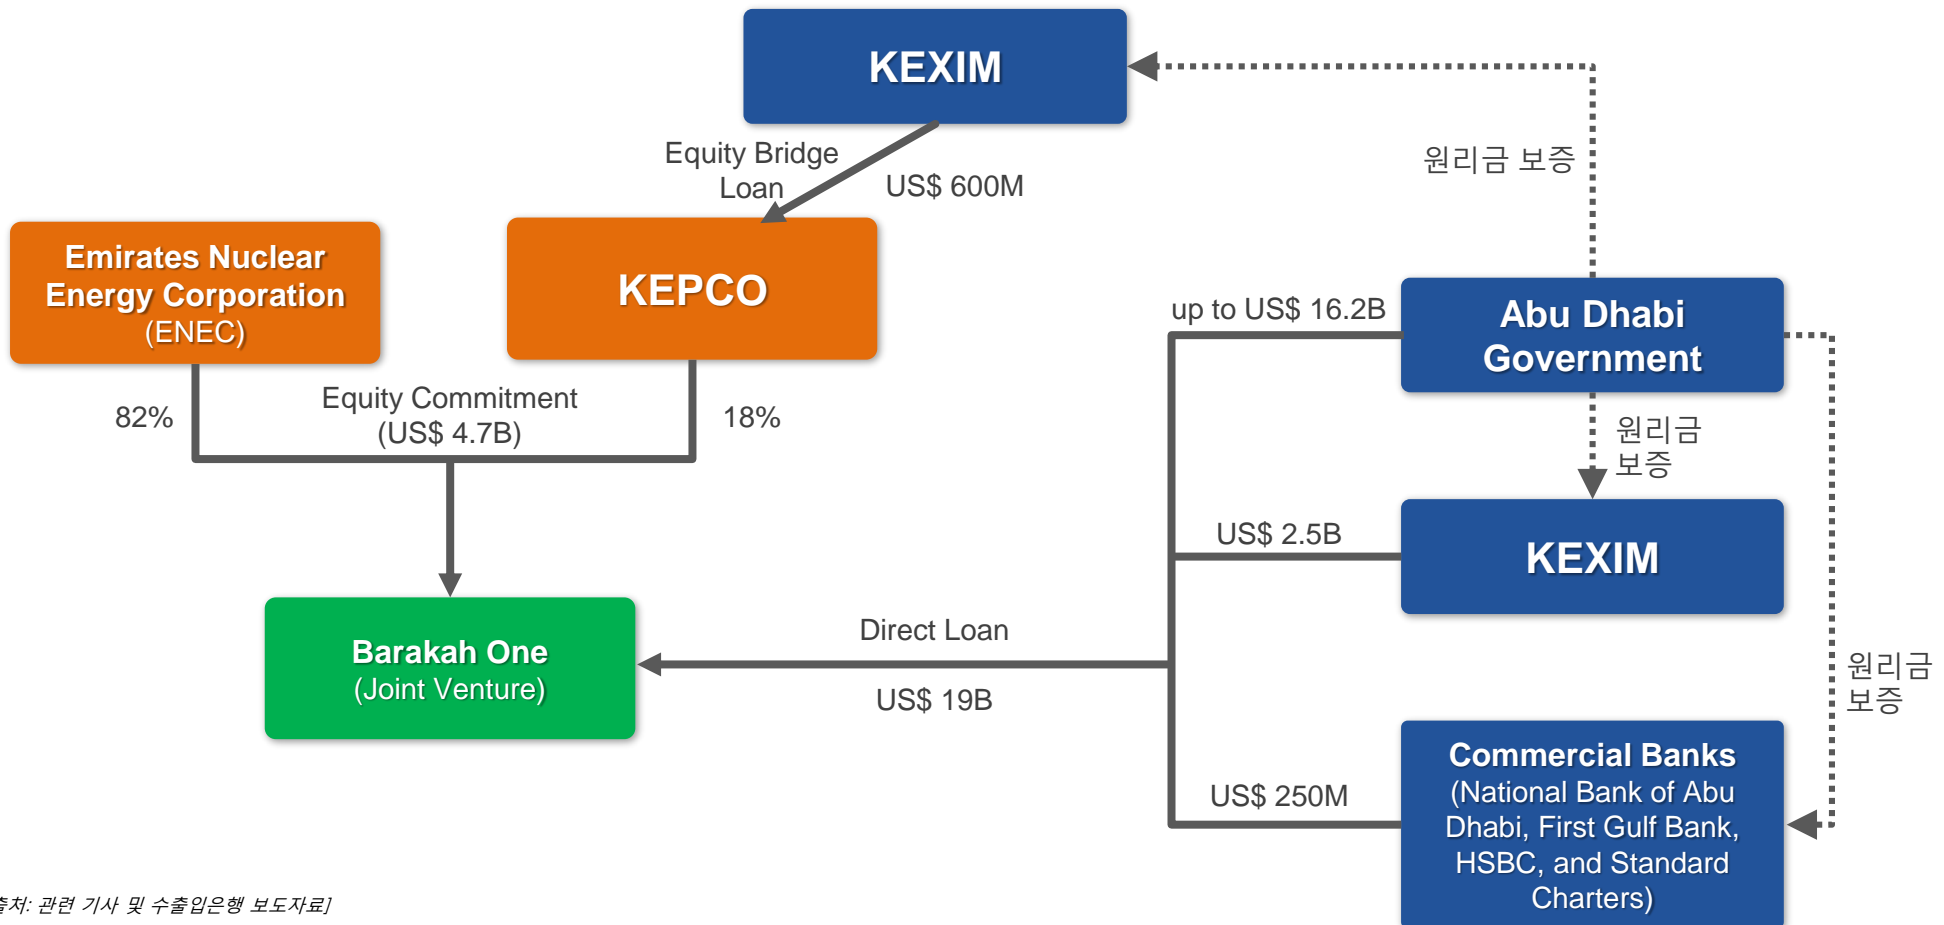 KEXIM
Equity Bridge
Loan
US$ 600M
원리금 보증
Emirates Nuclear
Energy Corporation
(ENEC)
KEPCO
up to US$ 16.2B
Abu Dhabi
Government
82%
Equity Commitment
(US$ 4.7B)
18%
원리금
보증
US$ 2.5B
KEXIM
Barakah One
(Joint Venture)
Direct Loan
US$ 19B
원리금
보증
US$ 250M
Commercial Banks
(National Bank of Abu
Dhabi, First Gulf Bank,
HSBC, and Standard
Charters)
출처: 관련 기사 및 수출입은행 보도자료]